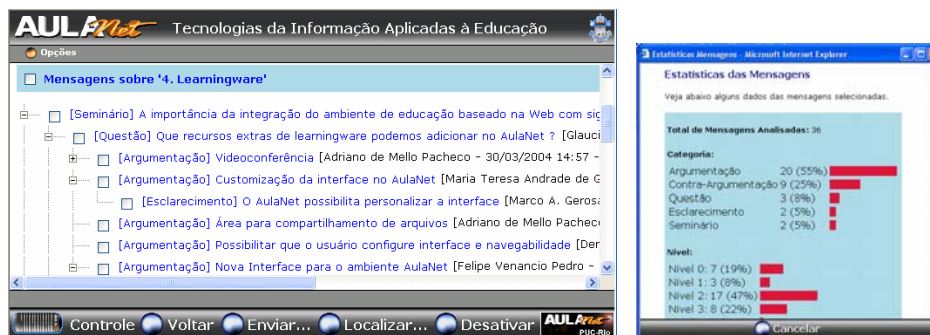 AULANet Tecnologias da Informação Aplicadas à Educação
Opções
Mensagens sobre '4. Learningware'
[Seminário] A importância da integração do ambiente de educação baseado na Web com
[Questão] Que recursos extras de learningware podemos adicionar no AulaNet ? [Glauci
[Argumentação] Videoconferência [Adriano de Mello Pacheco - 30/03/2004 14:57 -
[Argumentação] Customização da interface no AulaNet [Maria Teresa Andrade de G
[Esclarecimento] O AulaNet possibilita personalizar a interface [Marco A. Gerosa
[Argumentação] Área para compartilhamento de arquivos [Adriano de Mello Pacheco
[Argumentação] Possibilitar que o usuário configure interface e navegabilidade [Der
[Argumentação] Nova Interface para o ambiente AulaNet [Felipe Venancio Pedro -
Controle Voltar Enviar... Localizar... Desativar AULANet
PUC-Rio
Estatísticas Mensagens - Microsoft Internet Explorer
Estatísticas das Mensagens
Veja abaixo alguns dados das mensagens selecionadas.
Total de Mensagens Analisadas: 36
Categoria:
Argumentação 20 (55%)
Contra-Argumentação 9 (25%)
Questão 3 (8%)
Esclarecimento 2 (5%)
Seminário 2 (5%)
Nível:
Nível 0: 7 (19%)
Nível 1: 3 (8%)
Nível 2: 17 (47%)
Nível 3: 8 (22%)
Cancelar